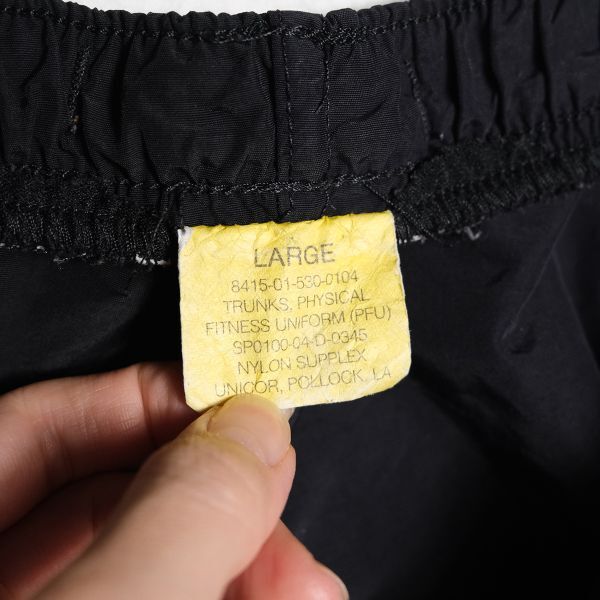 LARGE
8415-01-530-0104
TRUNKS, PHYSICAL
FITNESS UNIFORM (PFU)
SP0100-04-D-0345
NYLON SUPPLEX
UNICOR, POLLOCK, LA